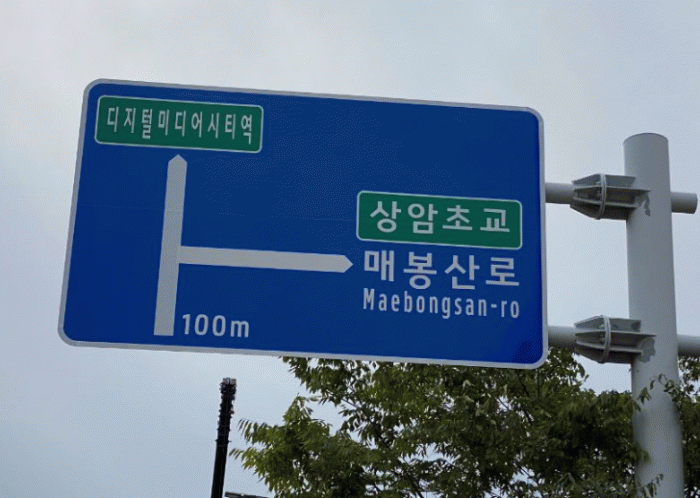 디지털미디어시티역
상암초교
매봉산로
Maebongsan-ro
100m